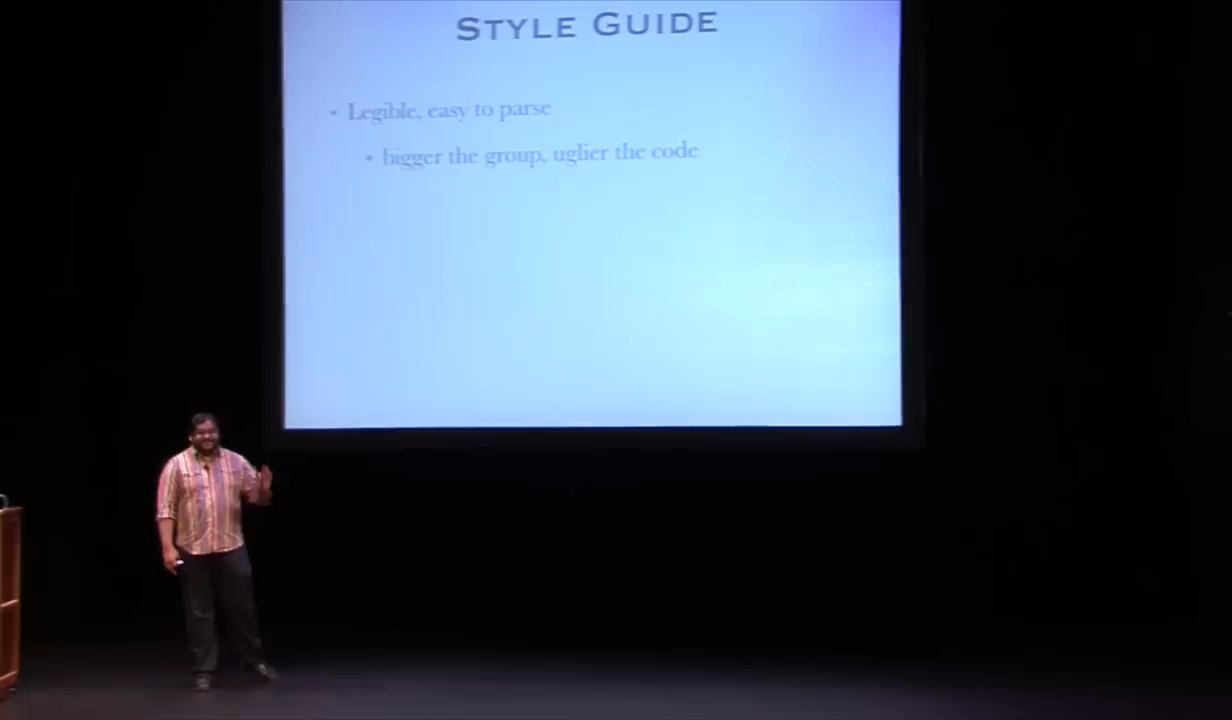 STYLE GUIDE
• Legible, easy to parse
• bigger the group, uglier the code